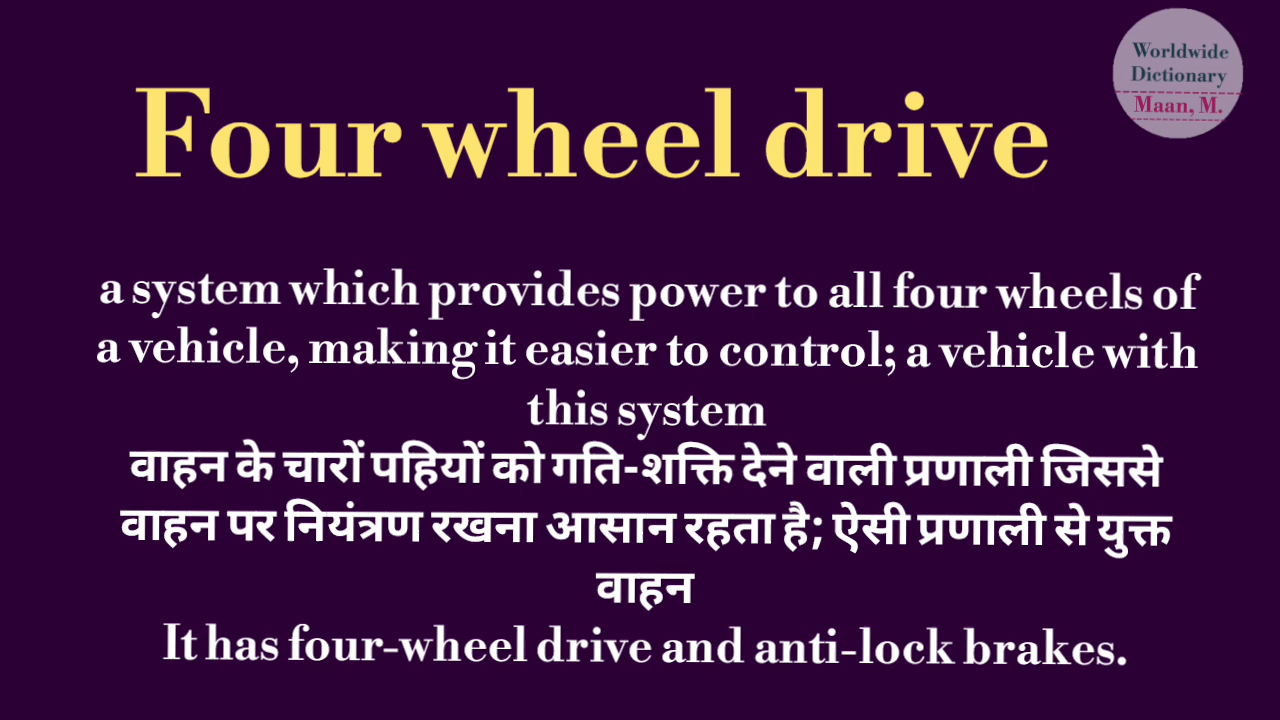 Worldwide
Dictionary
Maan, M.
Four wheel drive
a system which provides power to all four wheels of
a vehicle, making it easier to control; a vehicle with
this system
वाहन के चारों पहियों को गति-शक्ति देने वाली प्रणाली जिससे
वाहन पर नियंत्रण रखना आसान रहता है; ऐसी प्रणाली से युक्त
वाहन
It has four-wheel drive and anti-lock brakes.